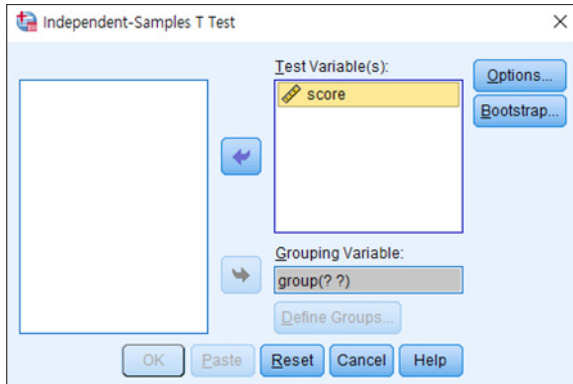 Independent-Samples T Test
Test Variable(s):
score
Options...
Bootstrap...
Grouping Variable:
group(? ?)
Define Groups...
OK
Paste
Reset
Cancel
Help